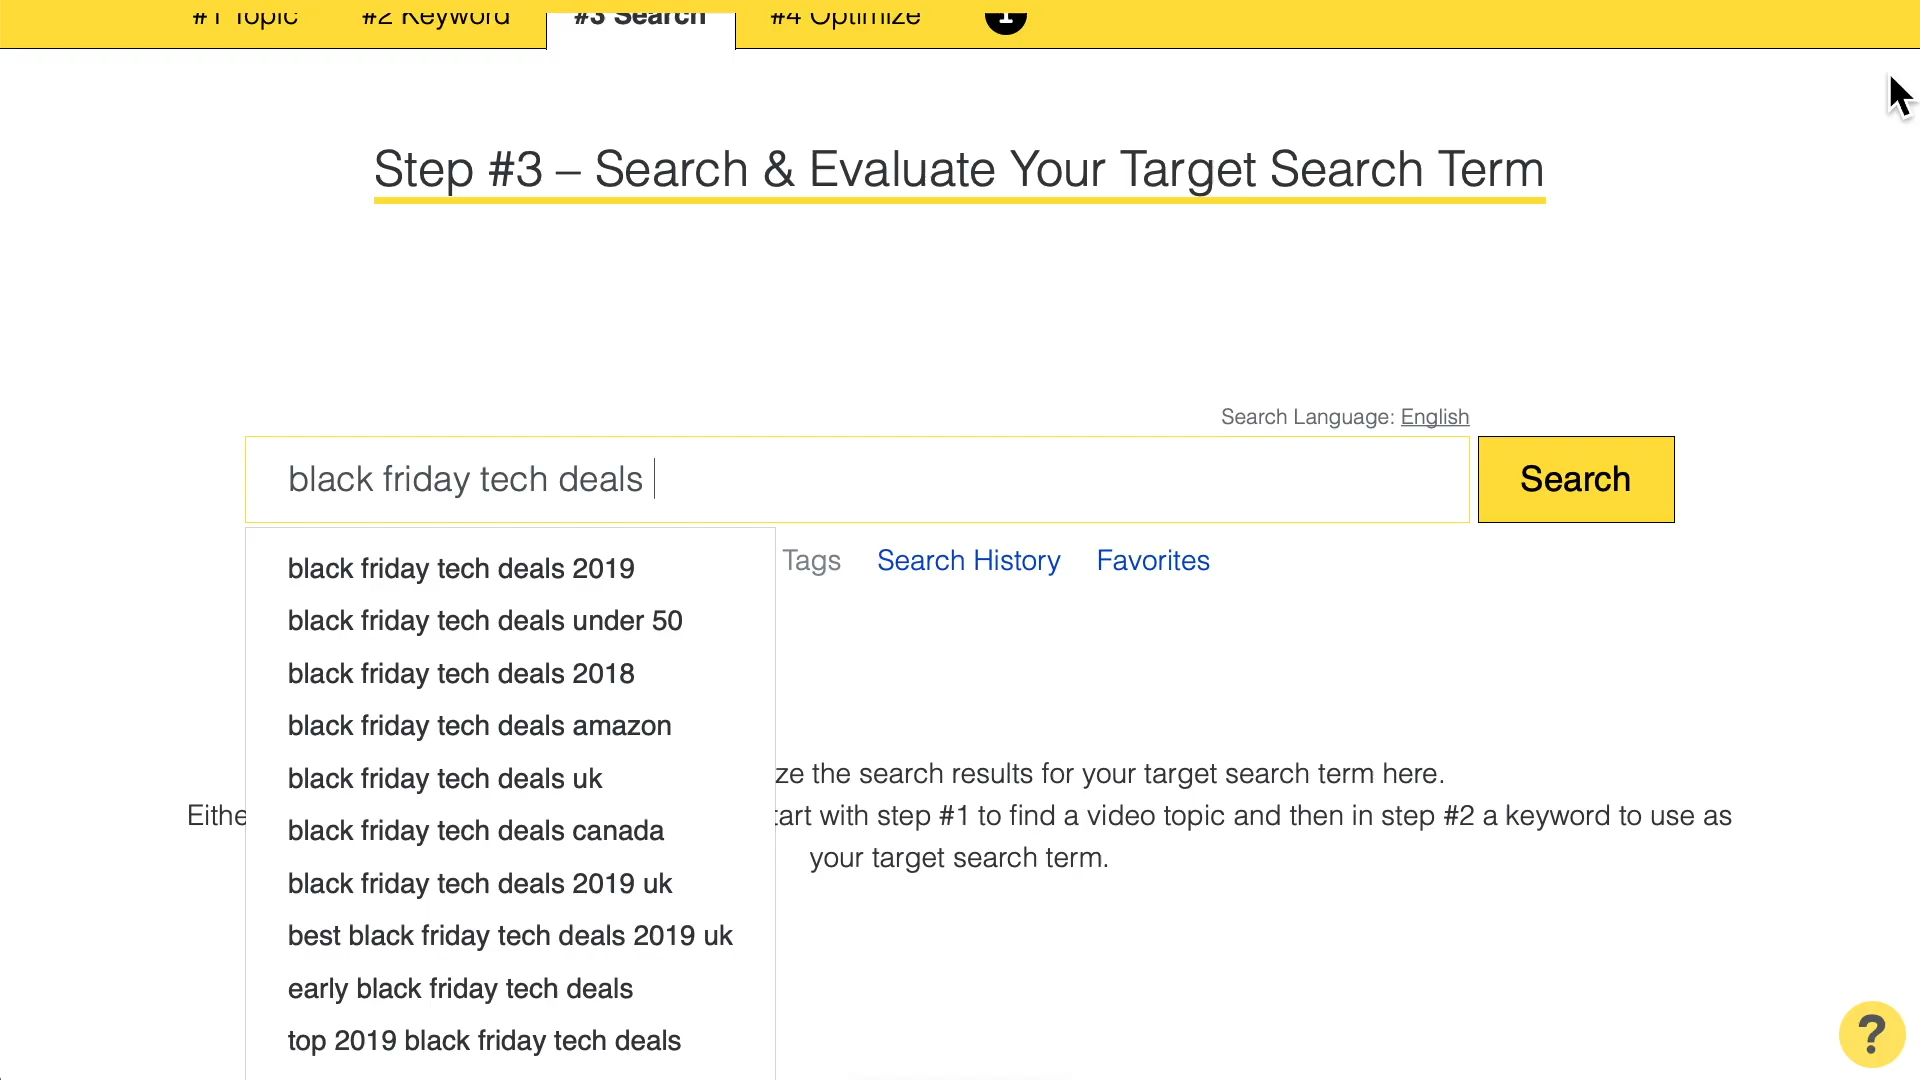 #1 Topic #2 Keyword #3 Search #4 Optimize 1
Step #3 – Search & Evaluate Your Target Search Term
Search Language: English
black friday tech deals
Search
Tags Search History Favorites
black friday tech deals 2019
black friday tech deals under 50
black friday tech deals 2018
black friday tech deals amazon
black friday tech deals uk
black friday tech deals canada
black friday tech deals 2019 uk
best black friday tech deals 2019 uk
early black friday tech deals
top 2019 black friday tech deals
the search results for your target search term here.
with step #1 to find a video topic and then in step #2 a keyword to use as
your target search term.
?